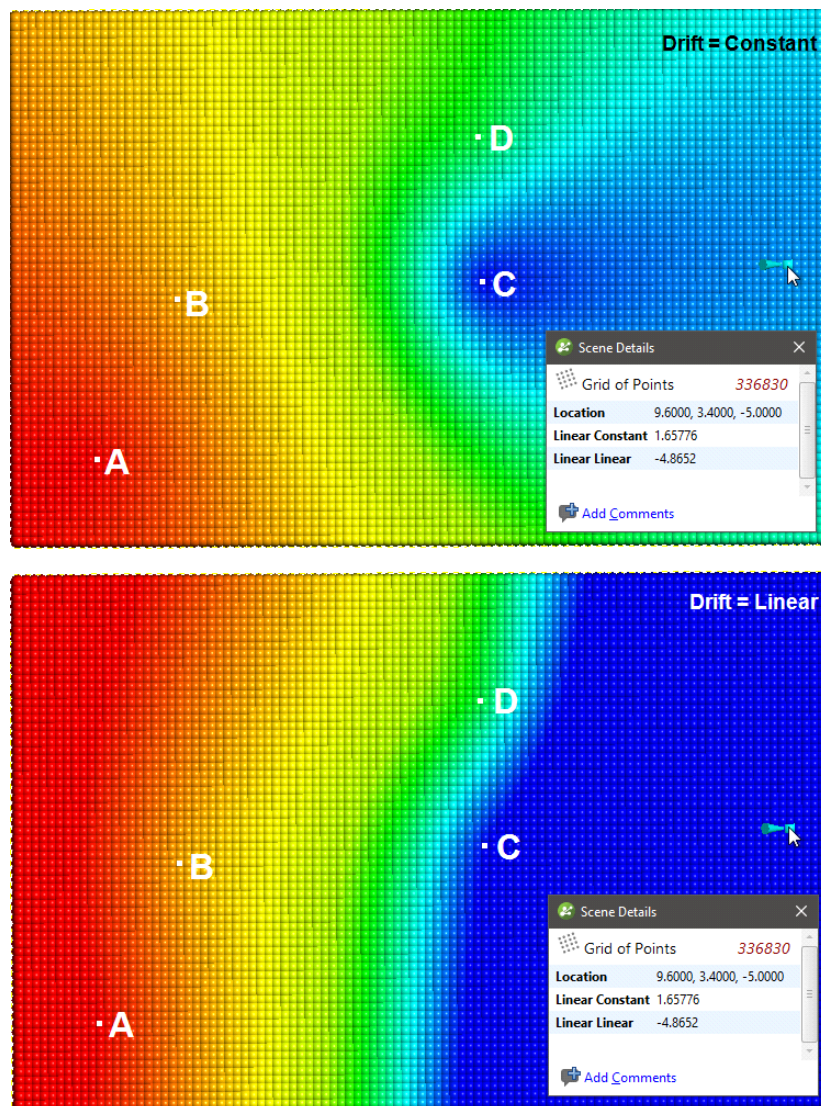 Drift = Constant
D
C
B
Scene Details
Grid of Points 336830
Location 9.6000, 3.4000, -5.0000
Linear Constant 1.65776
Linear Linear -4.8652
A
Add Comments
Drift = Linear
D
C
B
Scene Details
Grid of Points 336830
Location 9.6000, 3.4000, -5.0000
Linear Constant 1.65776
Linear Linear -4.8652
A
Add Comments